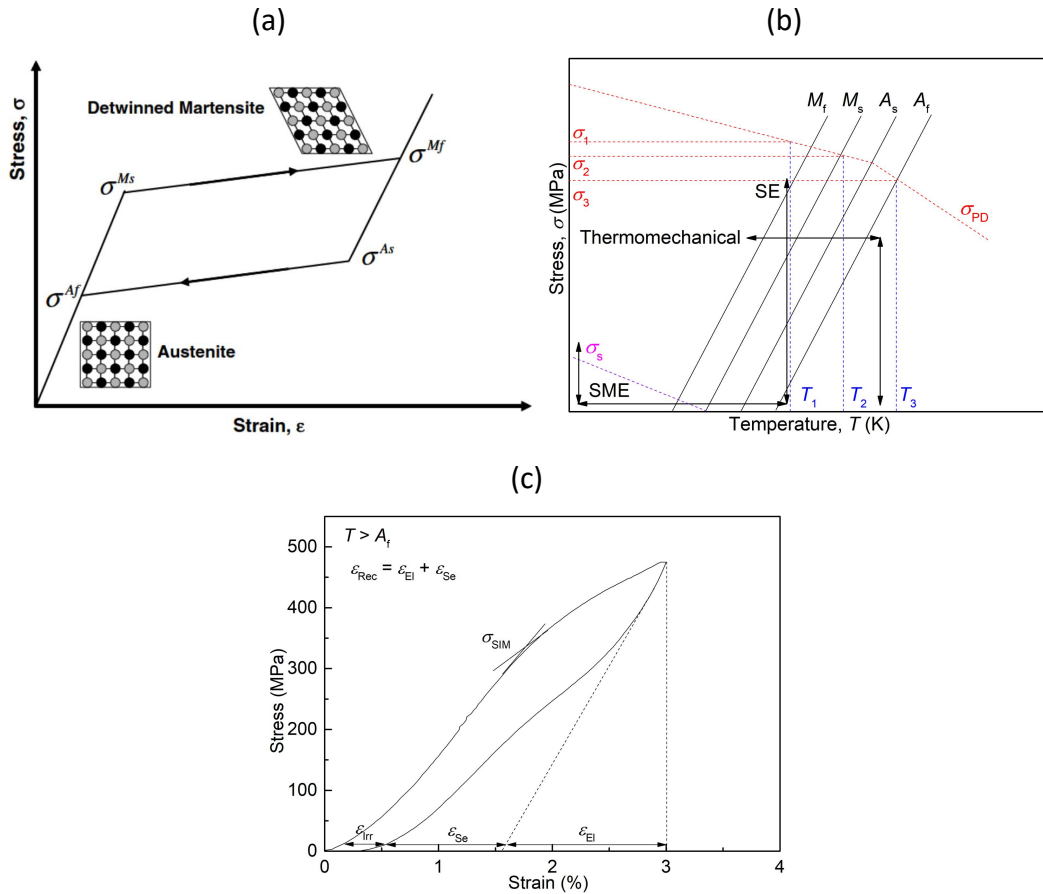 (a)
Stress, σ
Detwinned Martensite
σ^Ms
σ^Mf
σ^As
σ^Af
Austenite
Strain, ε
(b)
M_f M_s A_s A_f
σ_1
σ_2
σ_3
SE
σ_PD
Thermomechanical
σ_s
SME
T_1 T_2 T_3
Stress, σ (MPa)
Temperature, T (K)
(c)
T > A_f
ε_Rec = ε_El + ε_Se
σ_SIM
500
400
300
200
100
0
ε_Irr ε_Se ε_El
0 1 2 3 4
Stress (MPa)
Strain (%)